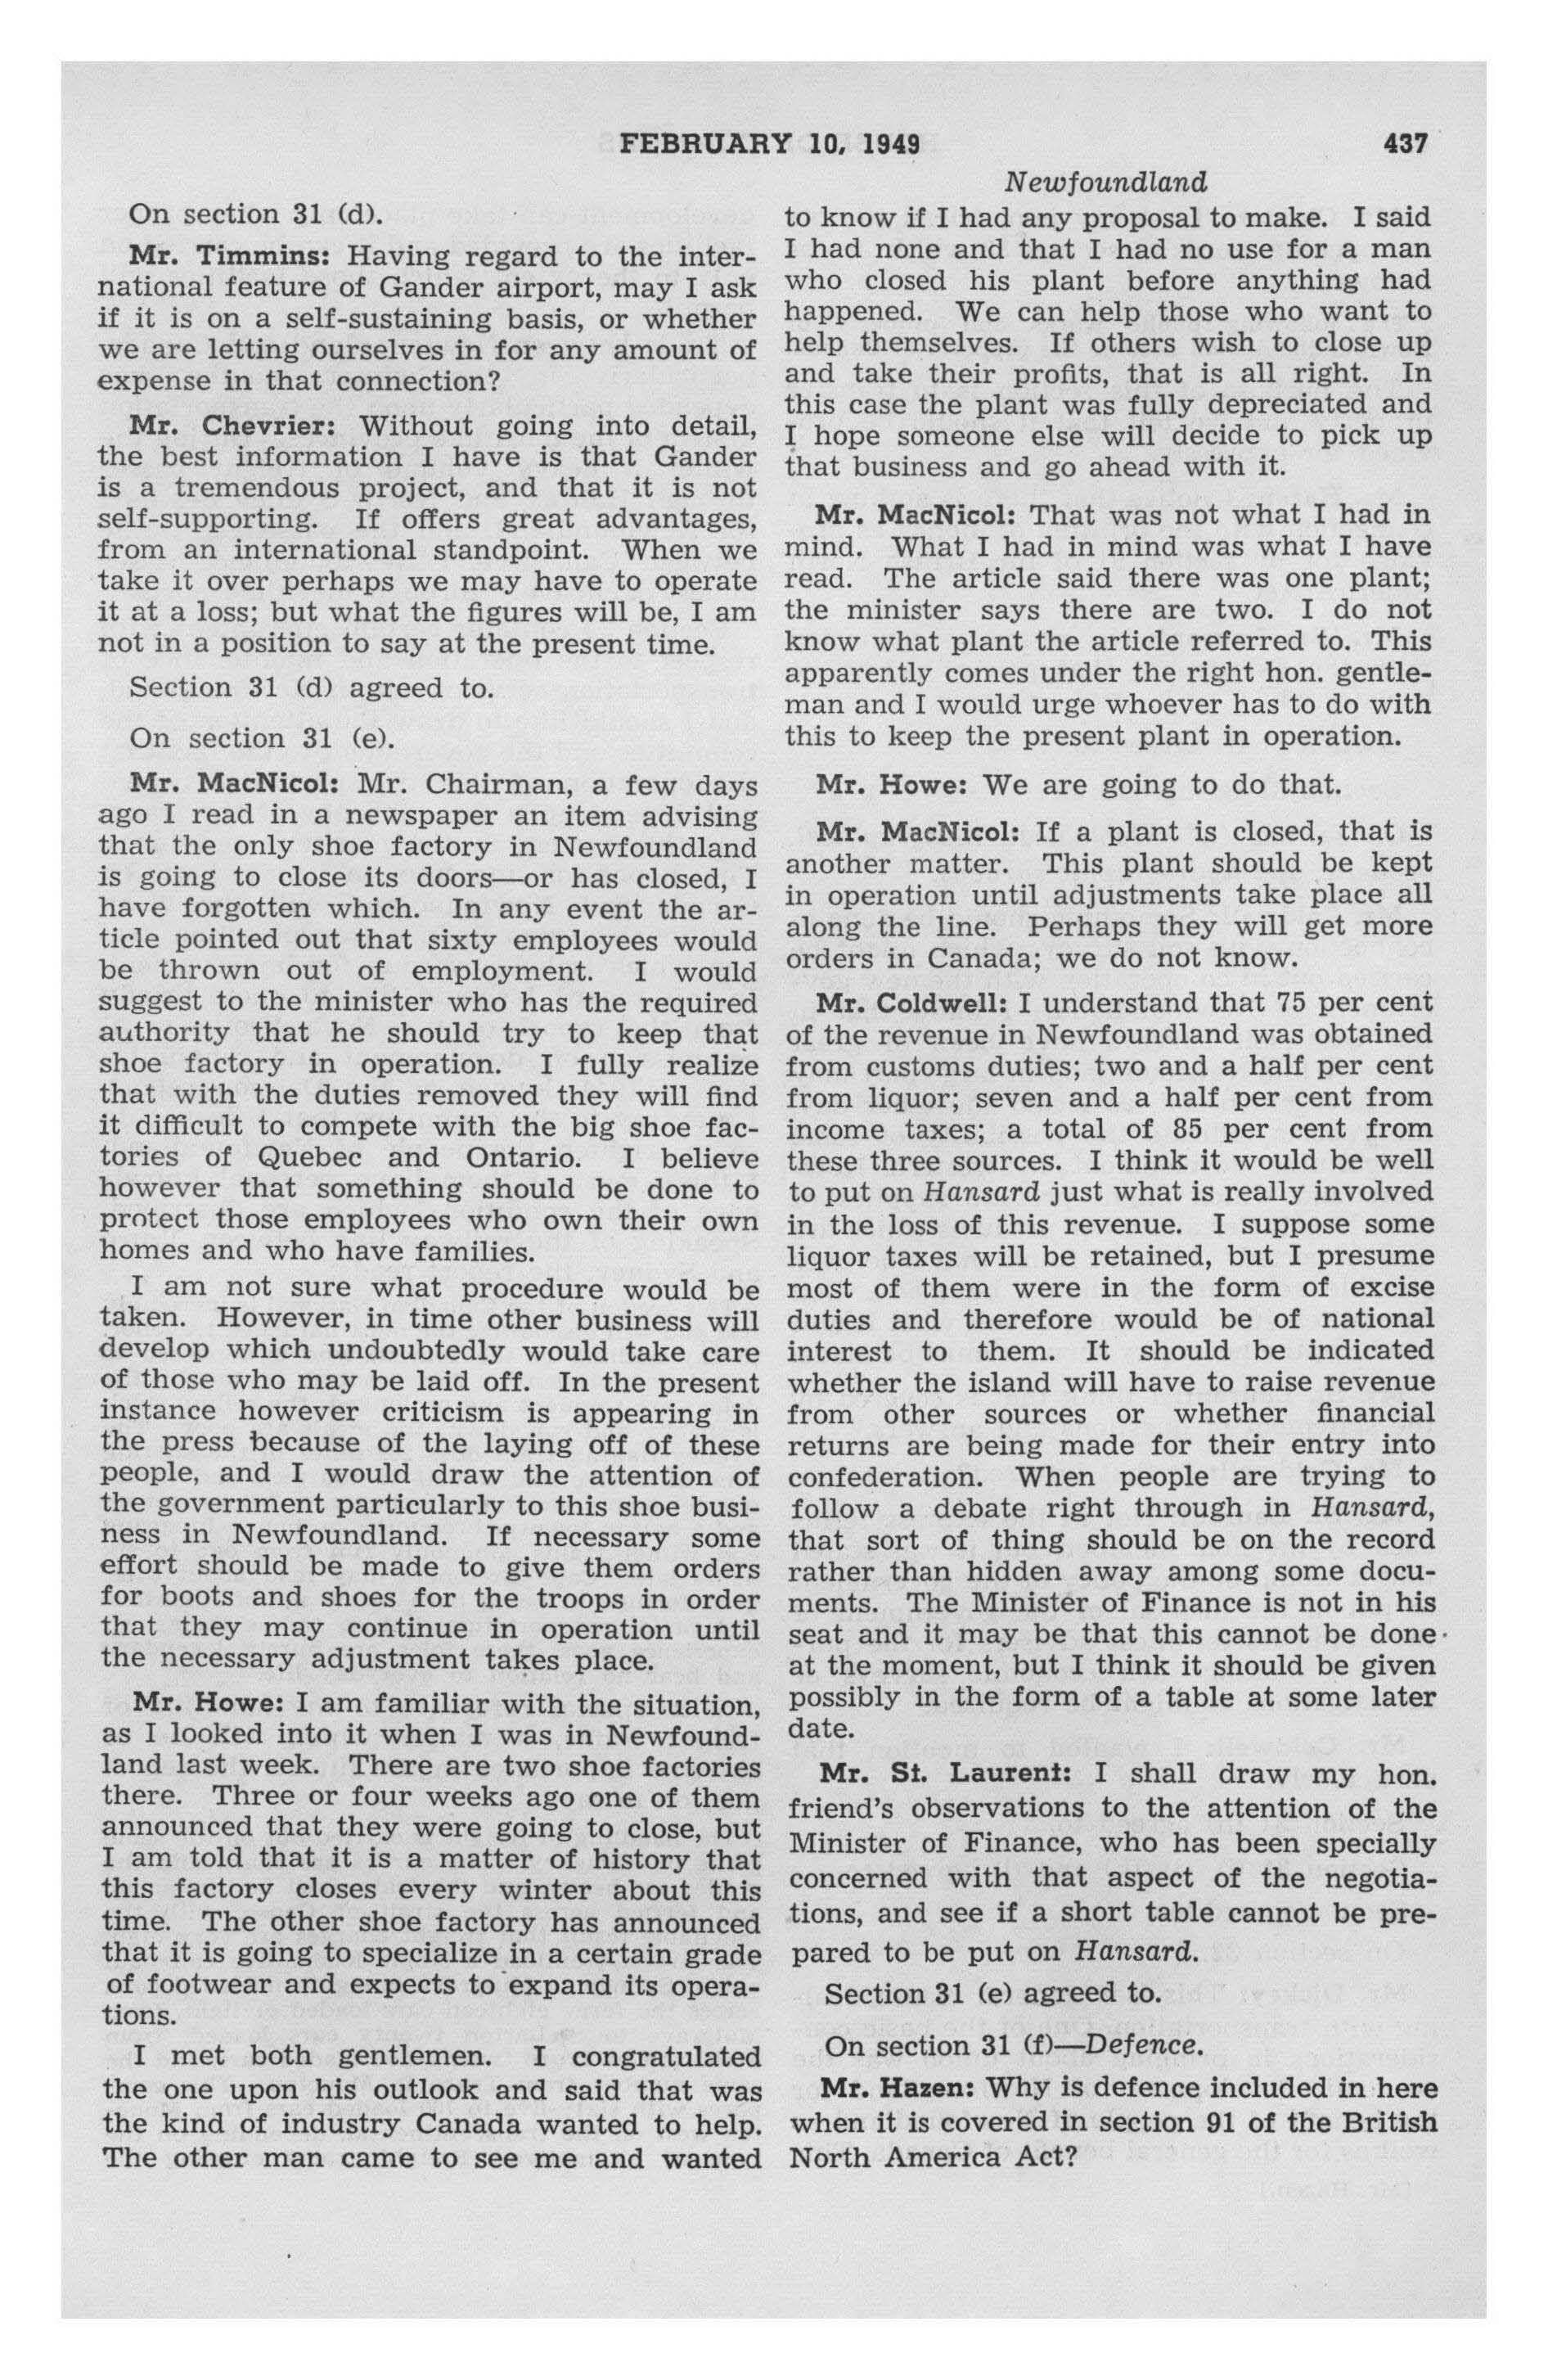 FEBRUARY 10, 1949
437
Newfoundland
On section 31 (d).
Mr. Timmins: Having regard to the inter-
national feature of Gander airport, may I ask
if it is on a self-sustaining basis, or whether
we are letting ourselves in for any amount of
expense in that connection?
Mr. Chevrier: Without going into detail,
the best information I have is that Gander
is a tremendous project, and that it is not
self-supporting. If offers great advantages,
from an international standpoint. When we
take it over perhaps we may have to operate
it at a loss; but what the figures will be, I am
not in a position to say at the present time.
Section 31 (d) agreed to.
On section 31 (e).
Mr. MacNicol: Mr. Chairman, a few days
ago I read in a newspaper an item advising
that the only shoe factory in Newfoundland
is going to close its doors—or has closed, I
have forgotten which. In any event the ar-
ticle pointed out that sixty employees would
be thrown out of employment. I would
suggest to the minister who has the required
authority that he should try to keep that
shoe factory in operation. I fully realize
that with the duties removed they will find
it difficult to compete with the big shoe fac-
tories of Quebec and Ontario. I believe
however that something should be done to
protect those employees who own their own
homes and who have families.
I am not sure what procedure would be
taken. However, in time other business will
develop which undoubtedly would take care
of those who may be laid off. In the present
instance however criticism is appearing in
the press because of the laying off of these
people, and I would draw the attention of
the government particularly to this shoe busi-
ness in Newfoundland. If necessary some
effort should be made to give them orders
for boots and shoes for the troops in order
that they may continue in operation until
the necessary adjustment takes place.
Mr. Howe: I am familiar with the situation,
as I looked into it when I was in Newfound-
land last week. There are two shoe factories
there. Three or four weeks ago one of them
announced that they were going to close, but
I am told that it is a matter of history that
this factory closes every winter about this
time. The other shoe factory has announced
that it is going to specialize in a certain grade
of footwear and expects to expand its opera-
tions.
I met both gentlemen. I congratulated
the one upon his outlook and said that was
the kind of industry Canada wanted to help.
The other man came to see me and wanted
to know if I had any proposal to make. I said
I had none and that I had no use for a man
who closed his plant before anything had
happened. We can help those who want to
help themselves. If others wish to close up
and take their profits, that is all right. In
this case the plant was fully depreciated and
I hope someone else will decide to pick up
that business and go ahead with it.
Mr. MacNicol: That was not what I had in
mind. What I had in mind was what I have
read. The article said there was one plant;
the minister says there are two. I do not
know what plant the article referred to. This
apparently comes under the right hon. gentle-
man and I would urge whoever has to do with
this to keep the present plant in operation.
Mr. Howe: We are going to do that.
Mr. MacNicol: If a plant is closed, that is
another matter. This plant should be kept
in operation until adjustments take place all
along the line. Perhaps they will get more
orders in Canada; we do not know.
Mr. Coldwell: I understand that 75 per cent
of the revenue in Newfoundland was obtained
from customs duties; two and a half per cent
from liquor; seven and a half per cent from
income taxes; a total of 85 per cent from
these three sources. I think it would be well
to put on Hansard just what is really involved
in the loss of this revenue. I suppose some
liquor taxes will be retained, but I presume
most of them were in the form of excise
duties and therefore would be of national
interest to them. It should be indicated
whether the island will have to raise revenue
from other sources or whether financial
returns are being made for their entry into
confederation. When people are trying to
follow a debate right through in Hansard,
that sort of thing should be on the record
rather than hidden away among some docu-
ments. The Minister of Finance is not in his
seat and it may be that this cannot be done
at the moment, but I think it should be given
possibly in the form of a table at some later
date.
Mr. St. Laurent: I shall draw my hon.
friend's observations to the attention of the
Minister of Finance, who has been specially
concerned with that aspect of the negotia-
tions, and see if a short table cannot be pre-
pared to be put on Hansard.
Section 31 (e) agreed to.
On section 31 (f)—Defence.
Mr. Hazen: Why is defence included in here
when it is covered in section 91 of the British
North America Act?